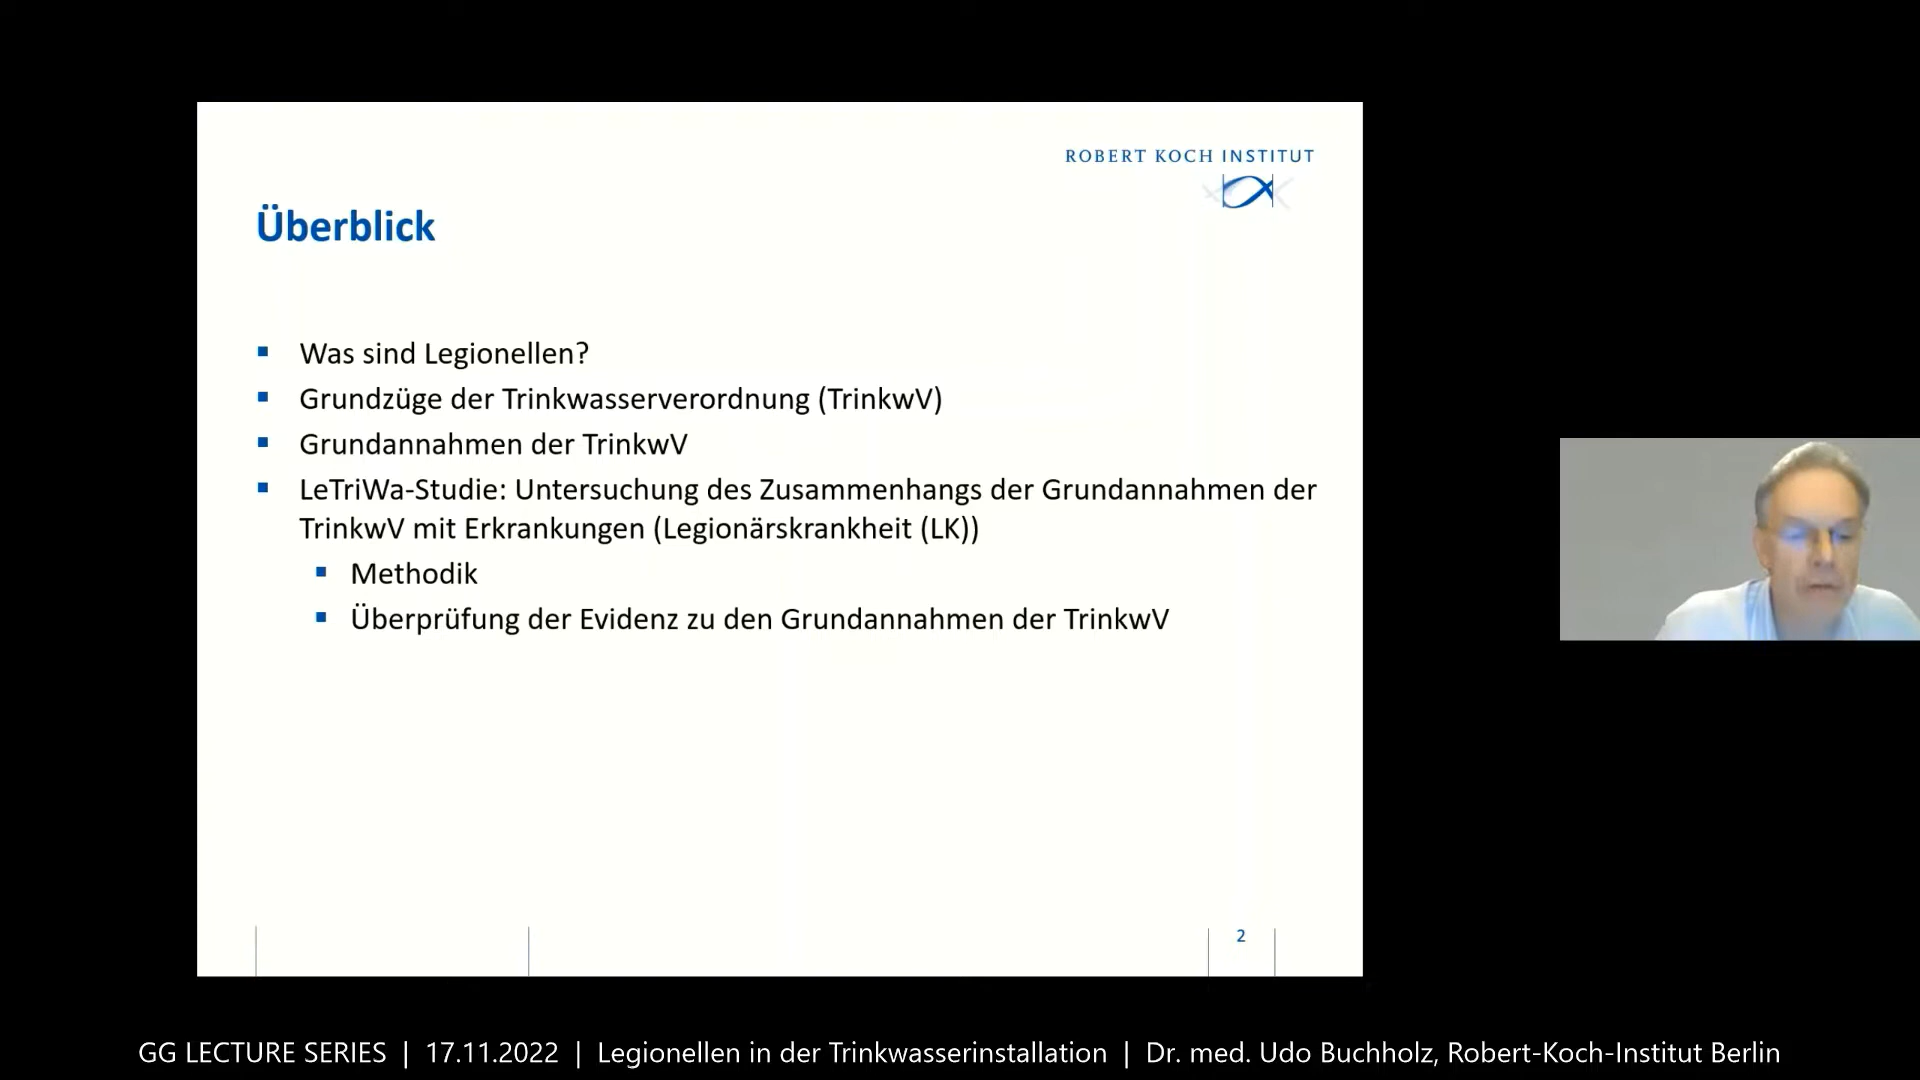 ROBERT KOCH INSTITUT
Überblick
▪ Was sind Legionellen?
▪ Grundzüge der Trinkwasserverordnung (TrinkwV)
▪ Grundannahmen der TrinkwV
▪ LeTriWa-Studie: Untersuchung des Zusammenhangs der Grundannahmen der
TrinkwV mit Erkrankungen (Legionärskrankheit (LK))
▪ Methodik
▪ Überprüfung der Evidenz zu den Grundannahmen der TrinkwV
2
GG LECTURE SERIES | 17.11.2022 | Legionellen in der Trinkwasserinstallation | Dr. med. Udo Buchholz, Robert-Koch-Institut Berlin